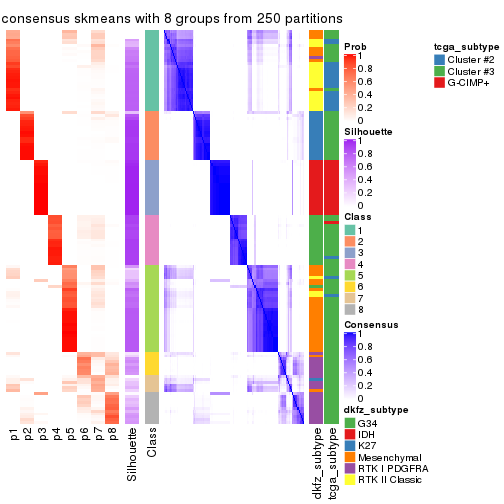 consensus skmeans with 8 groups from 250 partitions
Prob
1
0.8
0.6
0.4
0.2
0
Silhouette
1
0.8
0.6
0.4
0.2
0
Class
1
2
3
4
5
6
7
8
Consensus
1
0.8
0.6
0.4
0.2
0
dkfz_subtype
G34
IDH
K27
Mesenchymal
RTK I PDGFRA
RTK II Classic
tcga_subtype
Cluster #2
Cluster #3
G-CIMP+
p1
p2
p3
p4
p5
p6
p7
p8
Silhouette
Class
dkfz_subtype
tcga_subtype